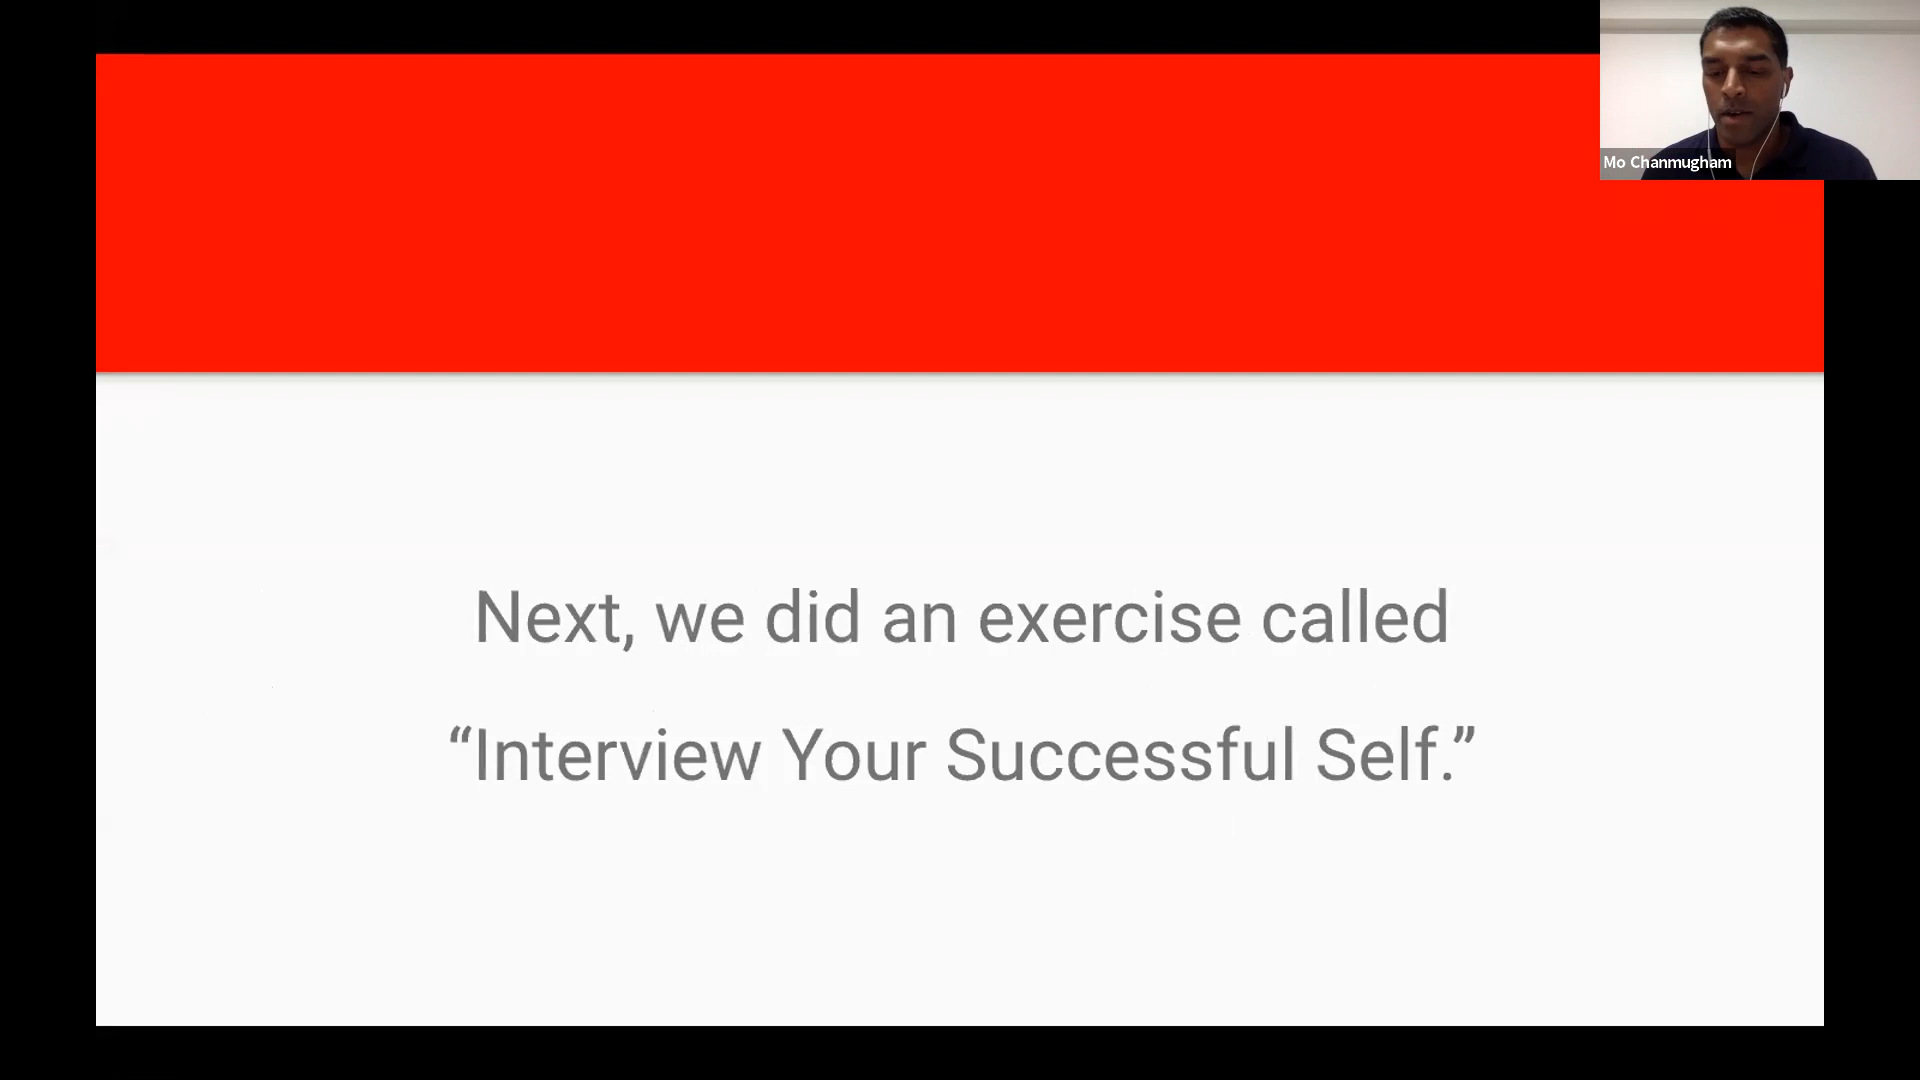 Mo Chanmugham
Next, we did an exercise called
“Interview Your Successful Self.”